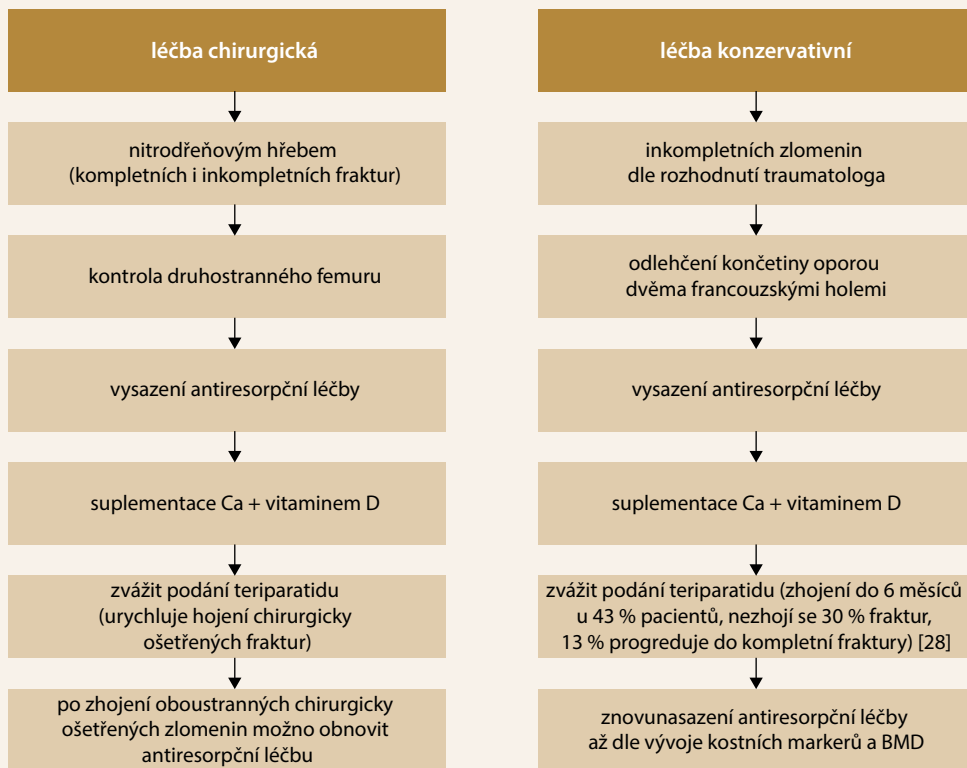 léčba chirurgická
nitrodřeňovým hřebem
(kompletních i inkompletních fraktur)
kontrola druhostranného femuru
vysazení antiresorpční léčby
suplementace Ca + vitaminem D
zvážit podání teriparatidu
(urychluje hojení chirurgicky
ošetřených fraktur)
po zhojení oboustranných chirurgicky
ošetřených zlomenin možno obnovit
antiresorpční léčbu
léčba konzervativní
inkompletních zlomenin
dle rozhodnutí traumatologa
odlehčení končetiny oporou
dvěma francouzskými holemi
vysazení antiresorpční léčby
suplementace Ca + vitaminem D
zvážit podání teriparatidu (zhojení do 6 měsíců
u 43 % pacientů, nezhojí se 30 % fraktur,
13 % progreduje do kompletní fraktury) [28]
znovunasazení antiresorpční léčby
až dle vývoje kostních markerů a BMD